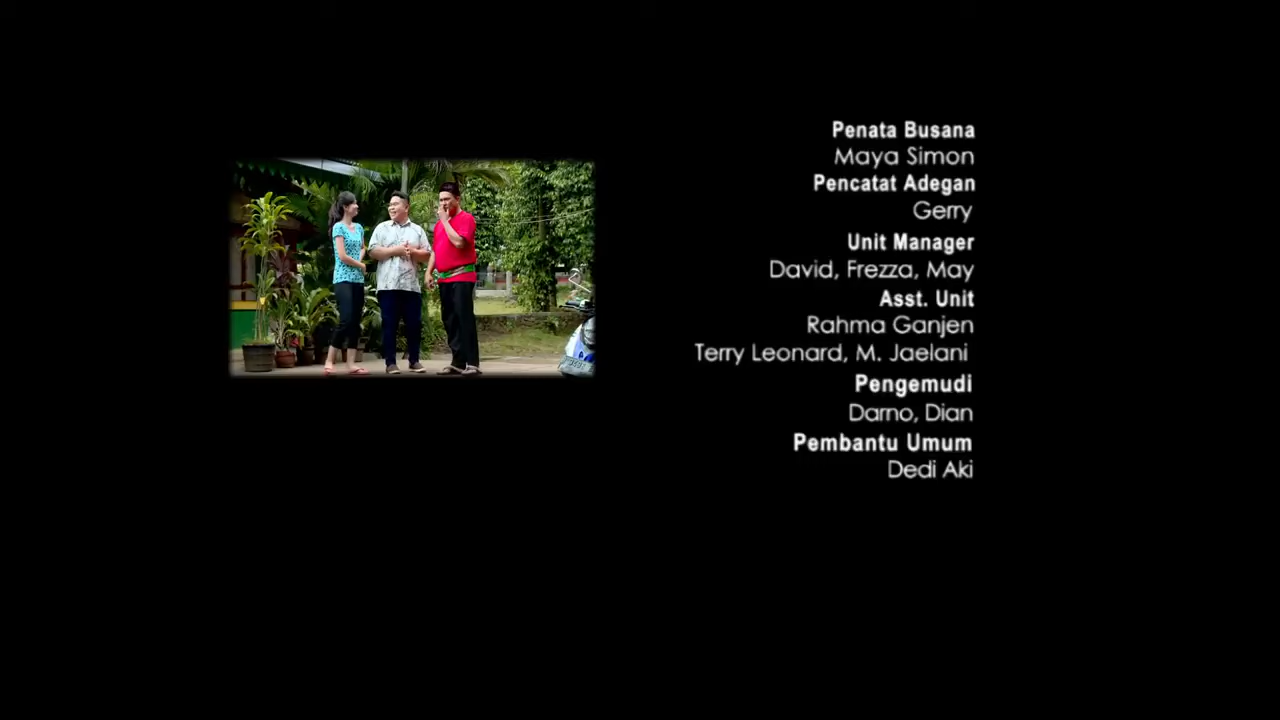 Penata Busana
Maya Simon
Pencatat Adegan
Gerry
Unit Manager
David, Frezza, May
Asst. Unit
Rahma Ganjen
Terry Leonard, M. Jaelani
Pengemudi
Darno, Dian
Pembantu Umum
Dedi Aki